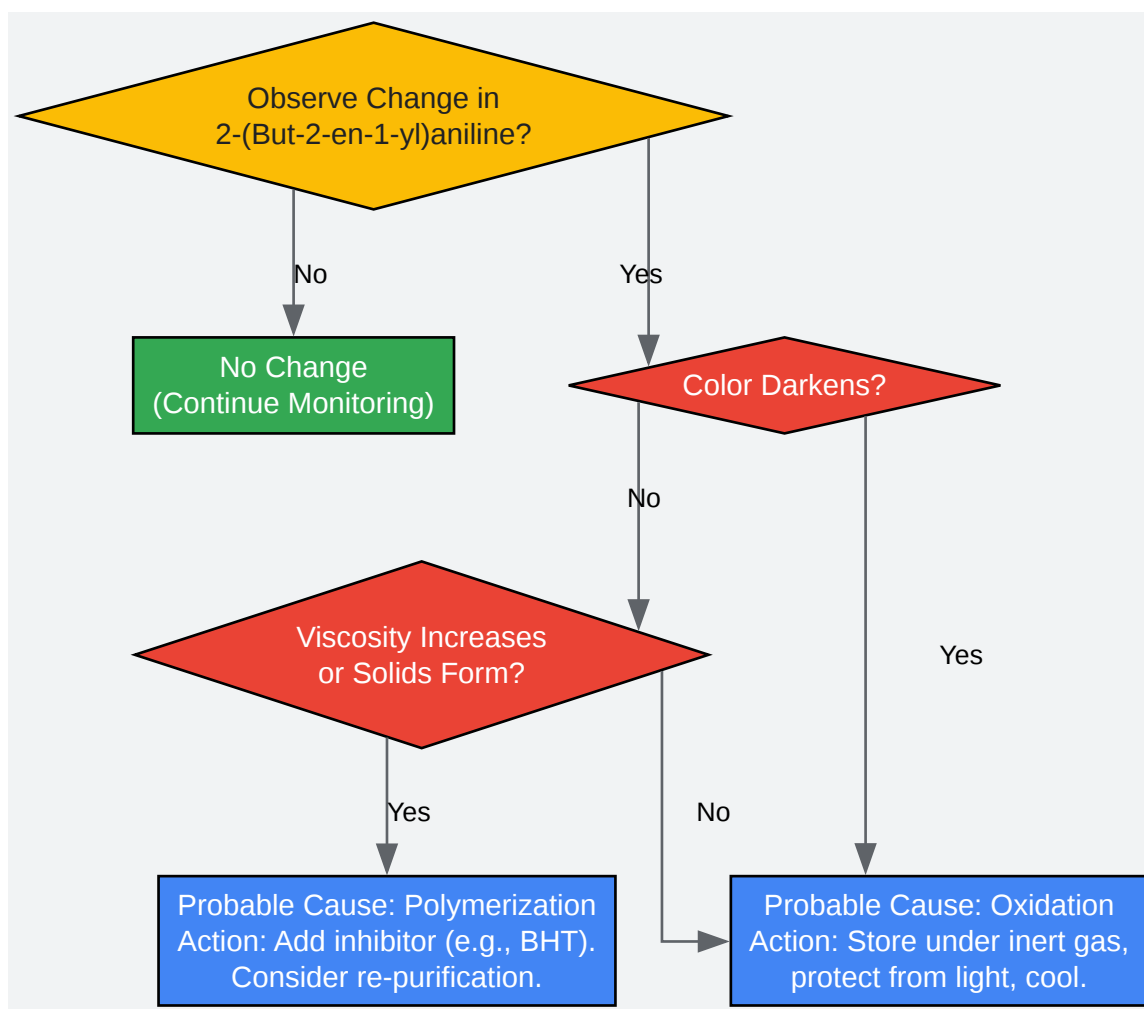 Observe Change in
2-(But-2-en-1-yl)aniline?
No
Yes
No Change
(Continue Monitoring)
Color Darkens?
No
Viscosity Increases
or Solids Form?
Yes
Yes
No
Probable Cause: Polymerization
Action: Add inhibitor (e.g., BHT).
Consider re-purification.
Probable Cause: Oxidation
Action: Store under inert gas,
protect from light, cool.